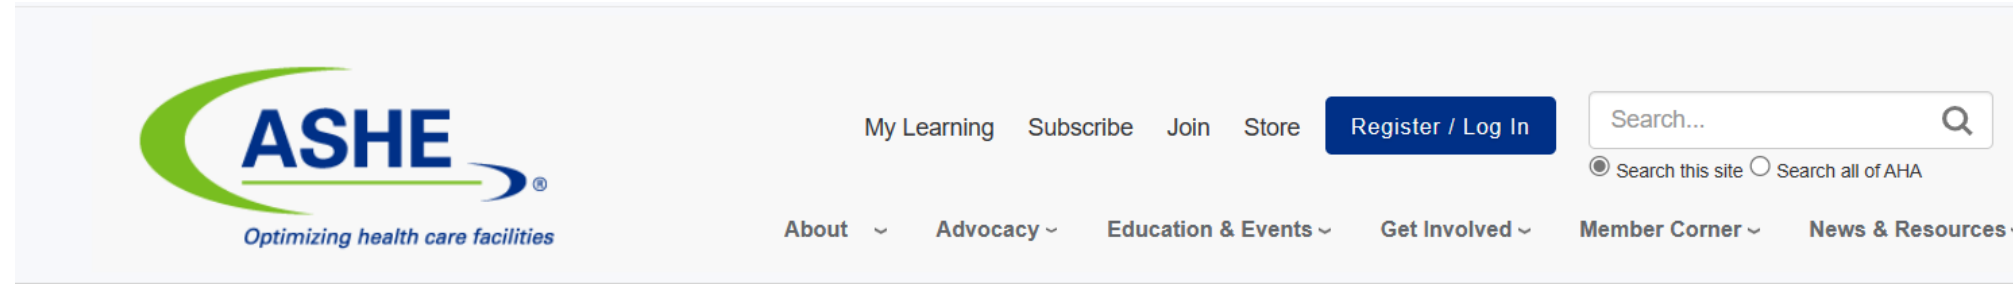 ASHE®
Optimizing health care facilities
My Learning Subscribe Join Store Register / Log In
Search...
Search this site Search all of AHA
About Advocacy Education & Events Get Involved Member Corner News & Resources